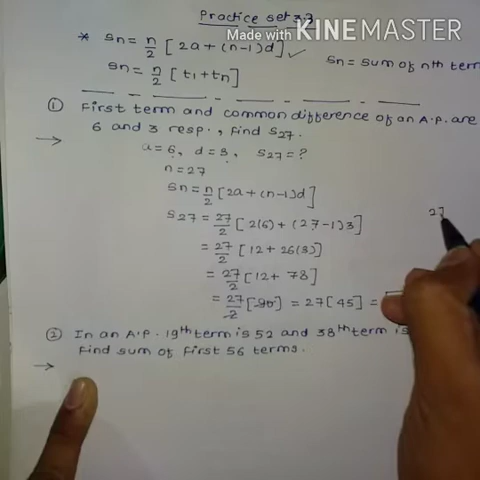 Practice set 3.3
Made with KINEMASTER
* Sn = n/2 [2a + (n-1)d] ✓ Sn = sum of nth term
Sn = n/2 [t₁ + tn]
① First term and common difference of an A.P. are
6 and 3 resp., find S₂₇.
→ a = 6, d = 3, S₂₇ = ?
n = 27
Sn = n/2 [2a + (n-1)d]
S₂₇ = 27/2 [2(6) + (27-1)3]
27
= 27/2 [12 + 26(3)]
= 27/2 [12 + 78]
= 27/2 [90] = 27[45] =
② In an A.P. 19th term is 52 and 38th term is
Find sum of first 56 terms.
→